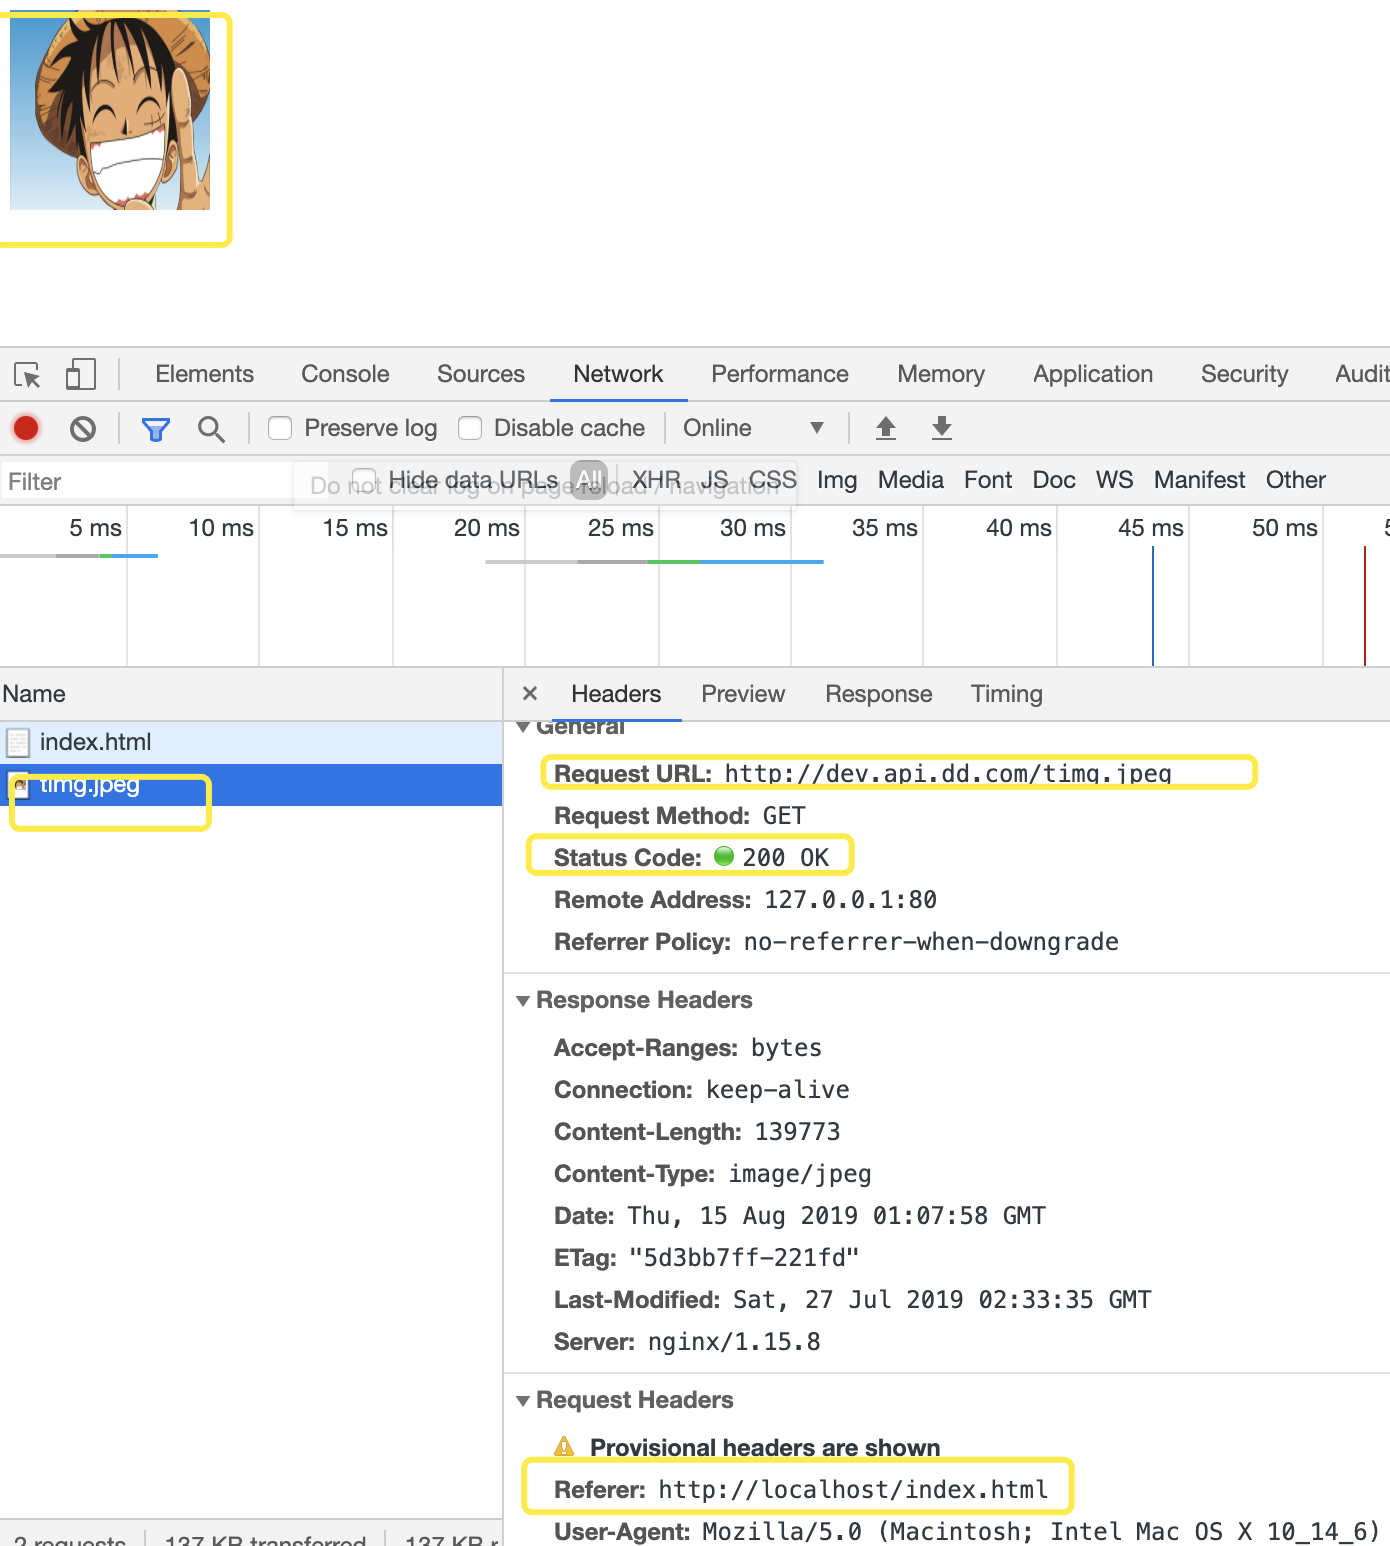 Elements Console Sources Network Performance Memory Application Security Audit
Preserve log Disable cache Online
Filter Hide data URLs All XHR JS CSS Img Media Font Doc WS Manifest Other
Do not clear log on page reload / navigation
5 ms 10 ms 15 ms 20 ms 25 ms 30 ms 35 ms 40 ms 45 ms 50 ms 5
Name
index.html
timg.jpeg
× Headers Preview Response Timing
General
Request URL: http://dev.api.dd.com/timg.jpeg
Request Method: GET
Status Code: 200 OK
Remote Address: 127.0.0.1:80
Referrer Policy: no-referrer-when-downgrade
Response Headers
Accept-Ranges: bytes
Connection: keep-alive
Content-Length: 139773
Content-Type: image/jpeg
Date: Thu, 15 Aug 2019 01:07:58 GMT
ETag: "5d3bb7ff-221fd"
Last-Modified: Sat, 27 Jul 2019 02:33:35 GMT
Server: nginx/1.15.8
Request Headers
Provisional headers are shown
Referer: http://localhost/index.html
User-Agent: Mozilla/5.0 (Macintosh; Intel Mac OS X 10_14_6)
2 requests 137 KB transferred 137 KB r